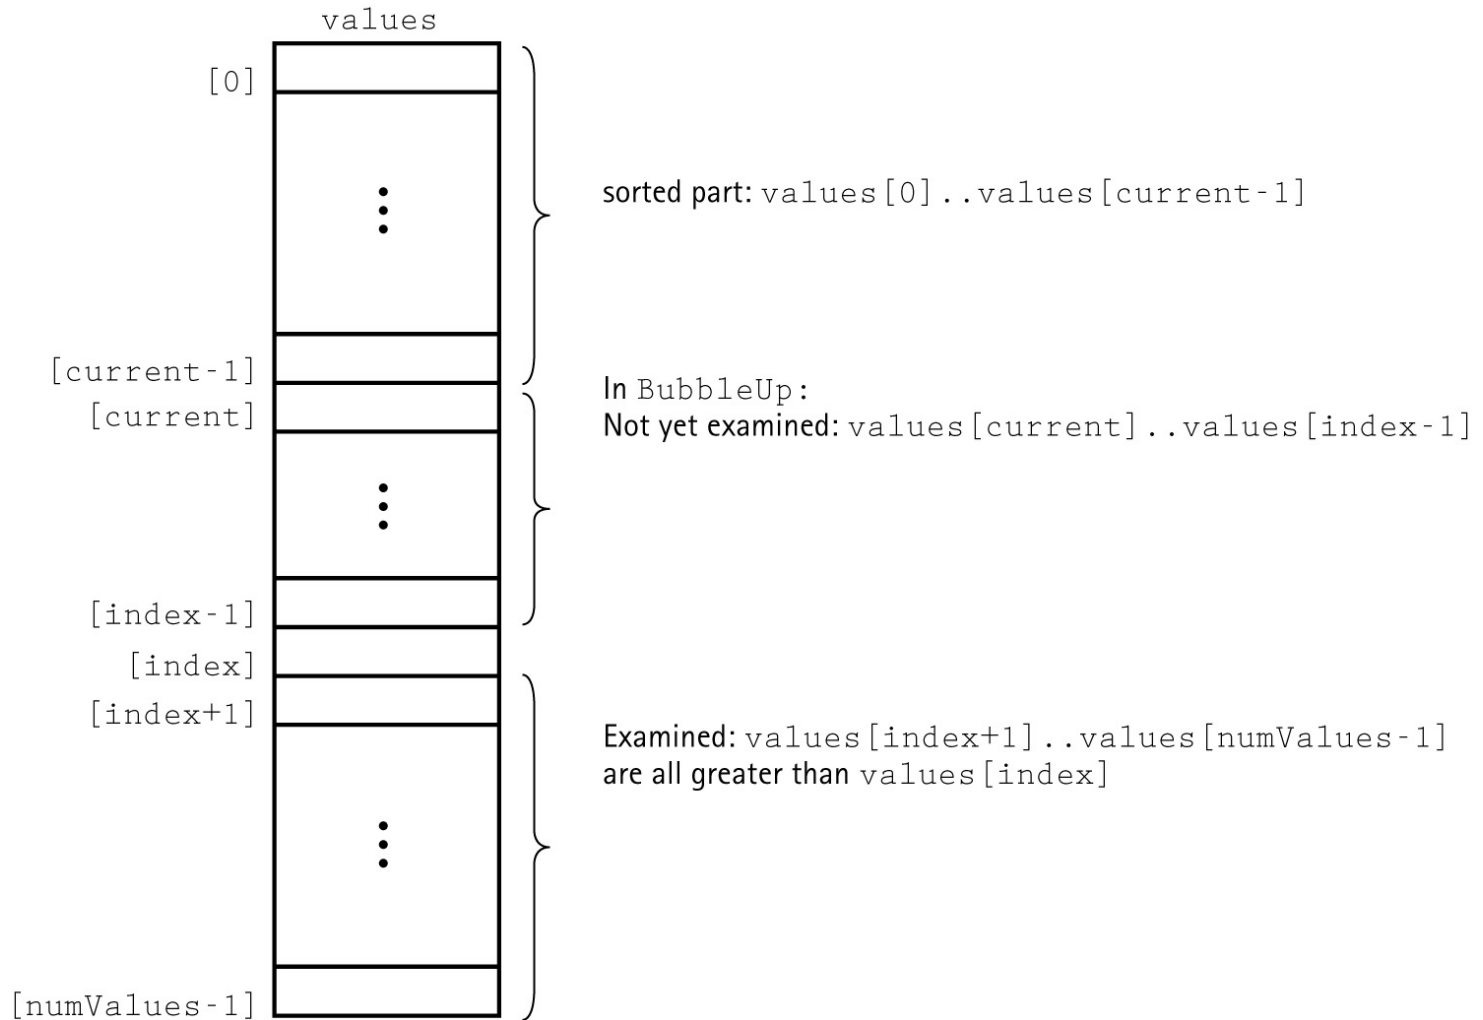 values
[0]
sorted part: values[0]..values[current-1]
[current-1]
In BubbleUp:
[current]
Not yet examined: values[current]..values[index-1]
[index-1]
[index]
[index+1]
Examined: values[index+1]..values[numValues-1]
are all greater than values[index]
[numValues-1]